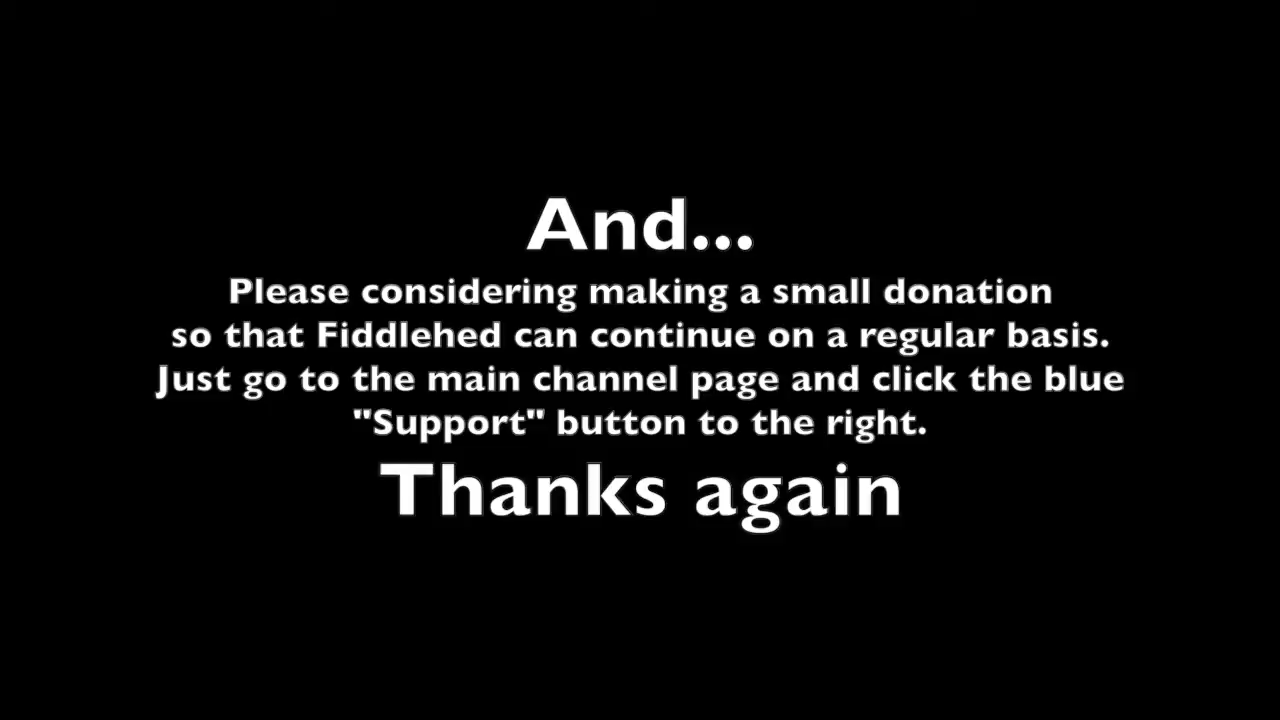 And...
Please considering making a small donation
so that Fiddlehed can continue on a regular basis.
Just go to the main channel page and click the blue
"Support" button to the right.
Thanks again